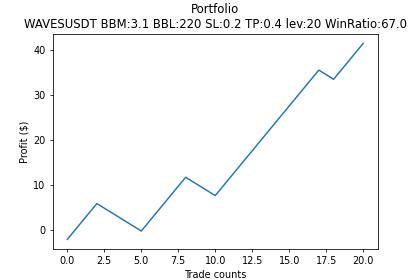 Portfolio
WAVESUSDT BBM:3.1 BBL:220 SL:0.2 TP:0.4 lev:20 WinRatio:67.0
Profit ($)
40
30
20
10
0
0.0 2.5 5.0 7.5 10.0 12.5 15.0 17.5 20.0
Trade counts